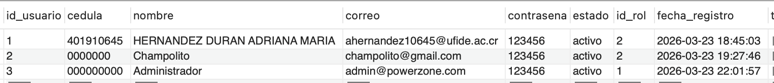 id_usuario cedula nombre correo contrasena estado id_rol fecha_registro
1 401910645 HERNANDEZ DURAN ADRIANA MARIA ahernandez10645@ufide.ac.cr 123456 activo 2 2026-03-23 18:45:03
2 0000000 Champolito champolito@gmail.com 123456 activo 2 2026-03-23 19:27:46
3 000000000 Administrador admin@powerzone.com 123456 activo 1 2026-03-23 22:01:57